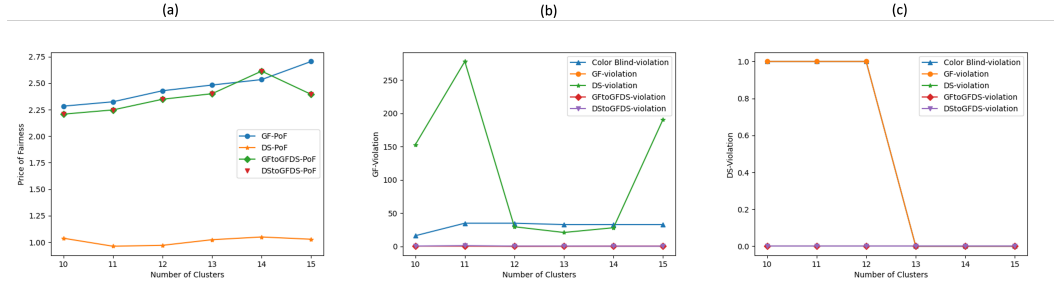 (a)
(b)
(c)
2.75
2.50
2.25
2.00
1.75
1.50
1.25
1.00
Price of Fairness
GF-PoF
DS-PoF
GFtoGFDS-PoF
DStoGFDS-PoF
10 11 12 13 14 15
Number of Clusters
250
200
150
100
50
0
GF-Violation
Color Blind-violation
GF-violation
DS-violation
GFtoGFDS-violation
DStoGFDS-violation
10 11 12 13 14 15
Number of Clusters
1.0
0.8
0.6
0.4
0.2
0.0
DS-Violation
Color Blind-violation
GF-violation
DS-violation
GFtoGFDS-violation
DStoGFDS-violation
10 11 12 13 14 15
Number of Clusters